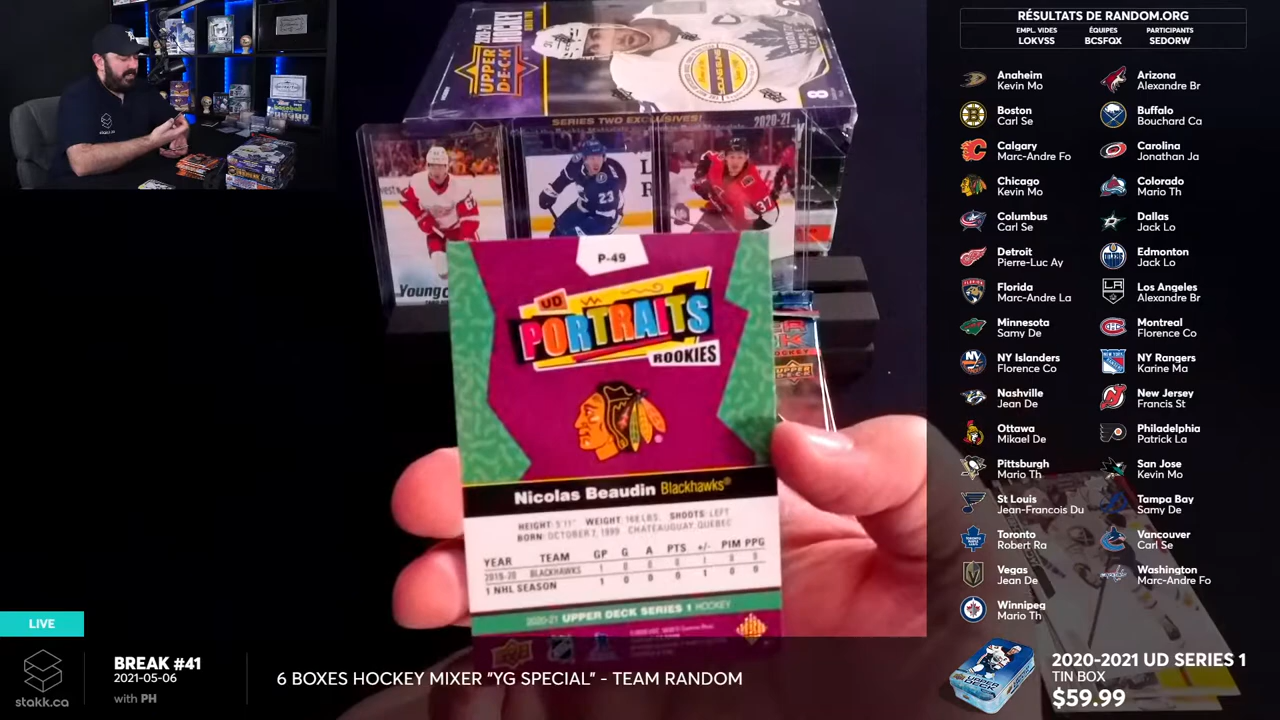 RÉSULTATS DE RANDOM.ORG
EMPL. VIDES ÉQUIPES PARTICIPANTS
LOKVSS BCSFQX SEDORW
Anaheim
Kevin Mo
Arizona
Alexandre Br
Boston
Carl Se
Buffalo
Bouchard Ca
Calgary
Marc-Andre Fo
Carolina
Jonathan Ja
Chicago
Kevin Mo
Colorado
Mario Th
Columbus
Carl Se
Dallas
Jack Lo
Detroit
Pierre-Luc Ay
Edmonton
Jack Lo
Florida
Marc-Andre La
Los Angeles
Alexandre Br
Minnesota
Samy De
Montreal
Florence Co
NY Islanders
Florence Co
NY Rangers
Karine Ma
Nashville
Jean De
New Jersey
Francis St
Ottawa
Mikael De
Philadelphia
Patrick La
Pittsburgh
Mario Th
San Jose
Kevin Mo
St Louis
Jean-Francois Du
Tampa Bay
Samy De
Toronto
Robert Ra
Vancouver
Carl Se
Vegas
Jean De
Washington
Marc-Andre Fo
Winnipeg
Mario Th
UPPER DECK
2020-21
HOCKEY
8
SERIES TWO EXCLUSIVES!
2020-21
23
37
Young
P-49
UD
PORTRAITS
ROOKIES
Nicolas Beaudin Blackhawks®
HEIGHT: 5'11" WEIGHT: 168 LBS. SHOOTS: LEFT
BORN: OCTOBER 7, 1999 CHATEAUGUAY, QUEBEC
YEAR TEAM GP G A PTS +/- PIM PPG
2019-20 BLACKHAWKS 1 0 0 0 1 0 0
1 NHL SEASON 1 0 0 0 1 0 0
2020-21 UPPER DECK SERIES 1 HOCKEY
LIVE
stakk.ca
BREAK #41
2021-05-06
with PH
6 BOXES HOCKEY MIXER "YG SPECIAL" - TEAM RANDOM
2020-2021 UD SERIES 1
TIN BOX
$59.99